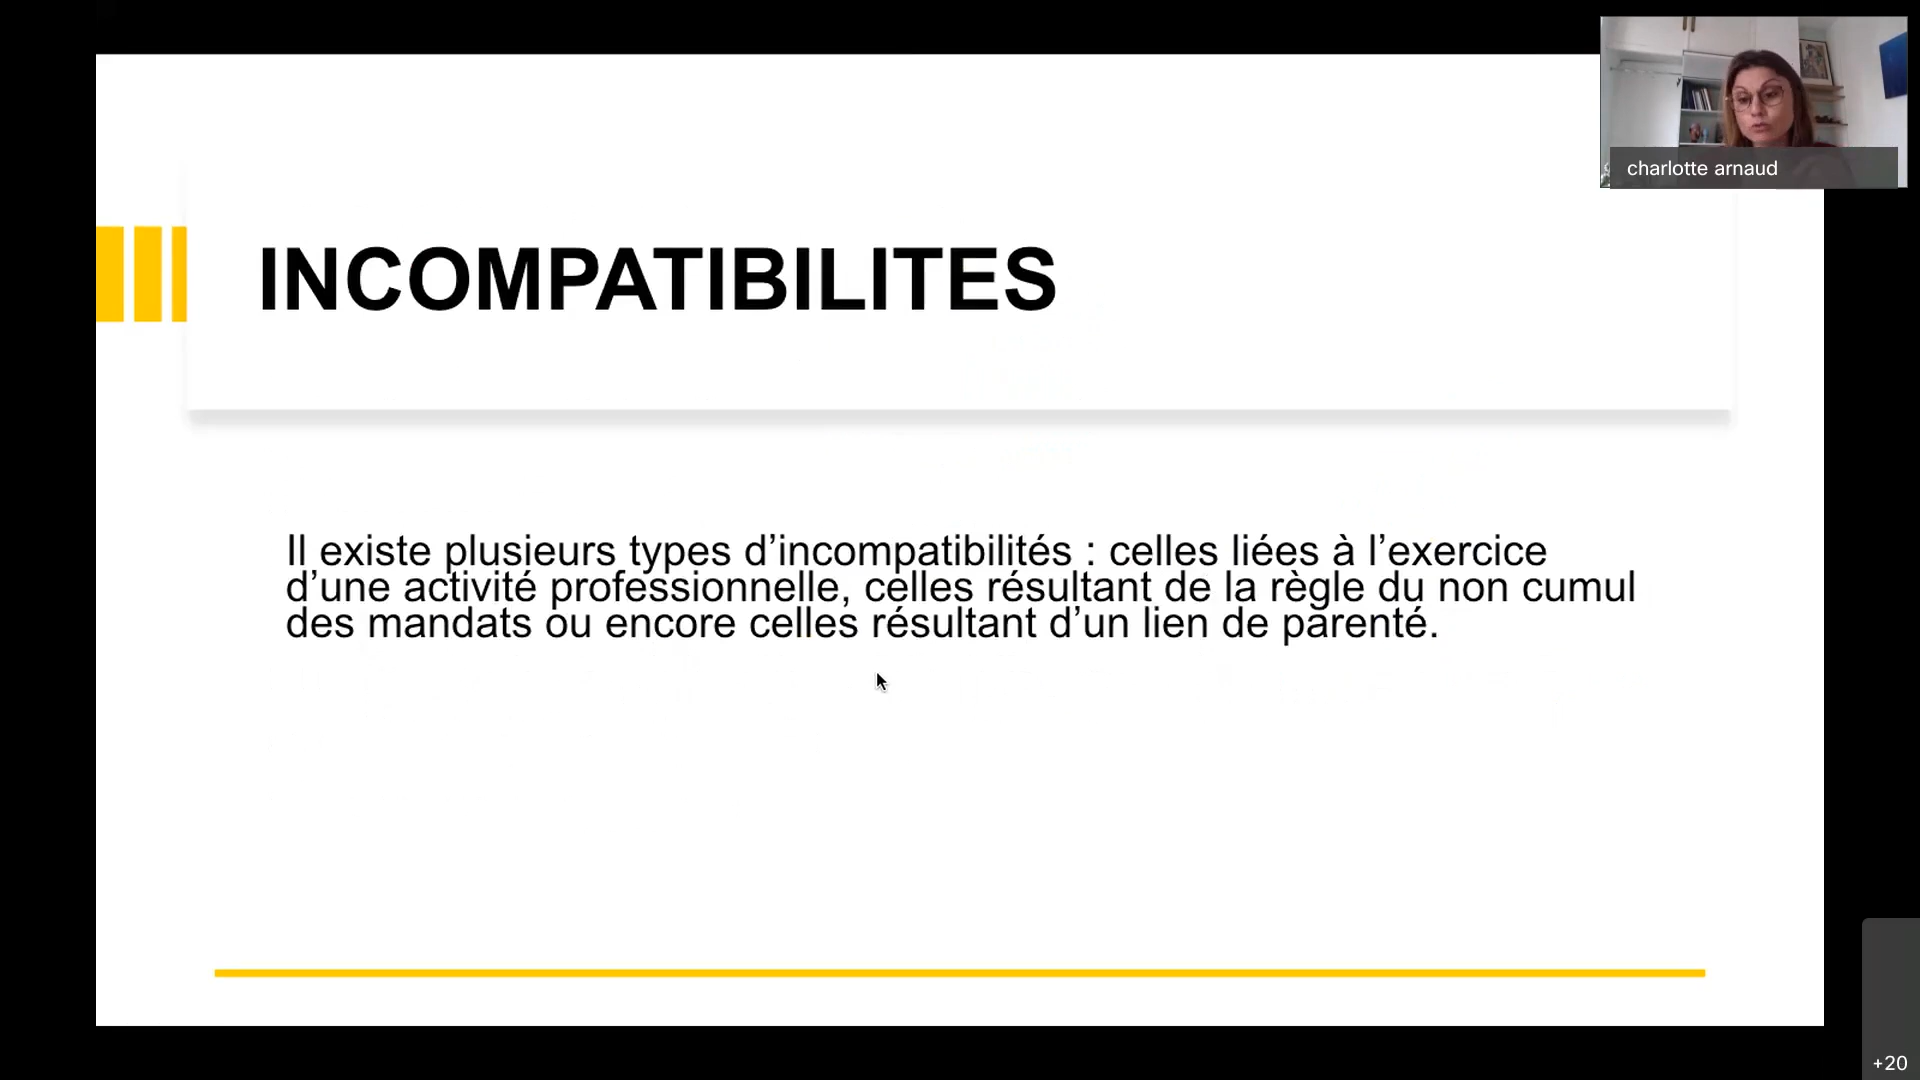 charlotte arnaud
INCOMPATIBILITES
Il existe plusieurs types d’incompatibilités : celles liées à l’exercice
d’une activité professionnelle, celles résultant de la règle du non cumul
des mandats ou encore celles résultant d’un lien de parenté.
+20